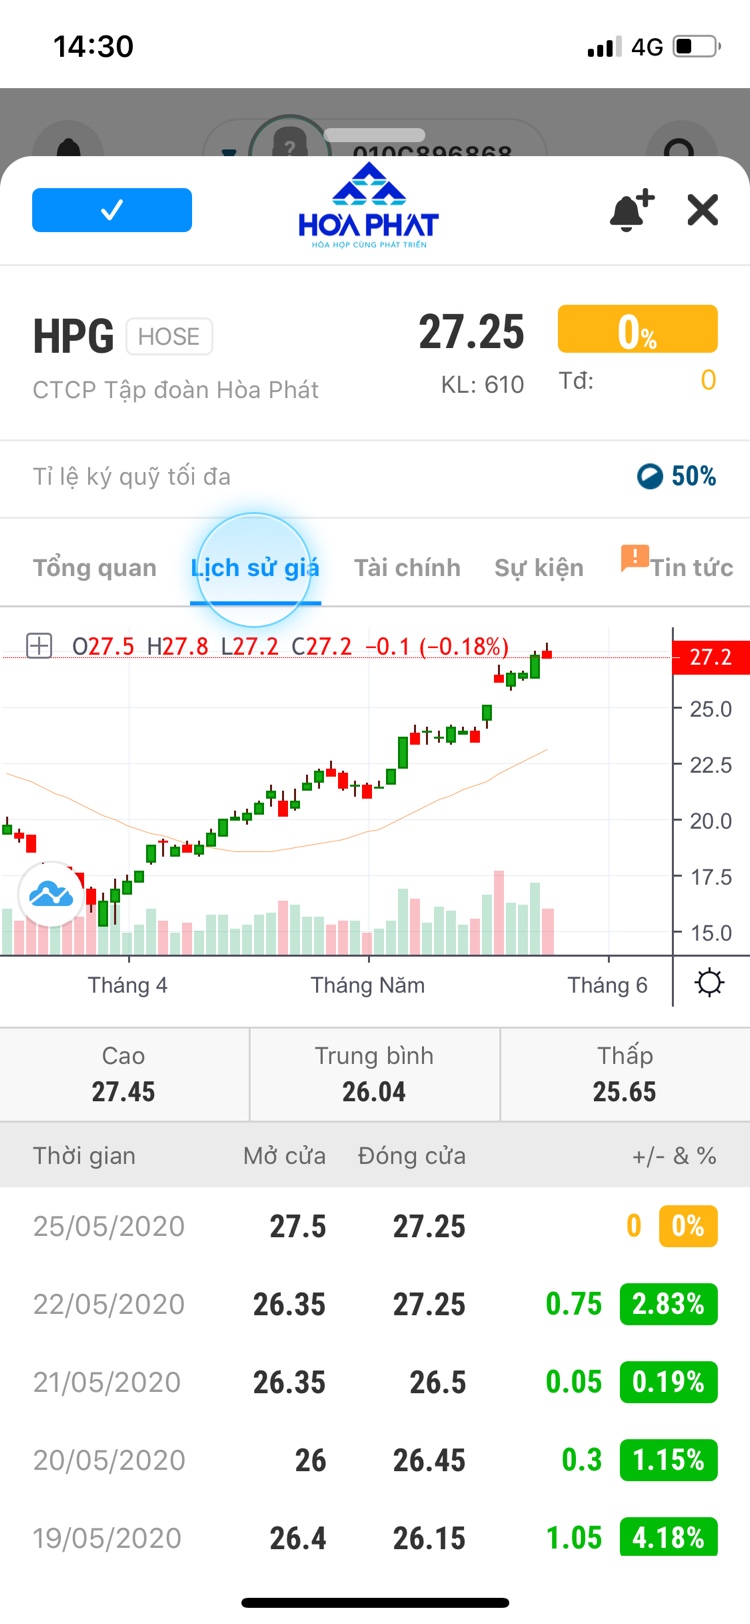 14:30 4G
010C896868
HÒA PHÁT
HÒA HỢP CÙNG PHÁT TRIỂN
HPG HOSE 27.25 0%
CTCP Tập đoàn Hòa Phát KL: 610 Tđ: 0
Tỉ lệ ký quỹ tối đa 50%
Tổng quan Lịch sử giá Tài chính Sự kiện Tin tức
O27.5 H27.8 L27.2 C27.2 −0.1 (−0.18%)
27.2
25.0
22.5
20.0
17.5
15.0
Tháng 4 Tháng Năm Tháng 6
Cao Trung bình Thấp
27.45 26.04 25.65
Thời gian Mở cửa Đóng cửa +/- & %
25/05/2020 27.5 27.25 0 0%
22/05/2020 26.35 27.25 0.75 2.83%
21/05/2020 26.35 26.5 0.05 0.19%
20/05/2020 26 26.45 0.3 1.15%
19/05/2020 26.4 26.15 1.05 4.18%